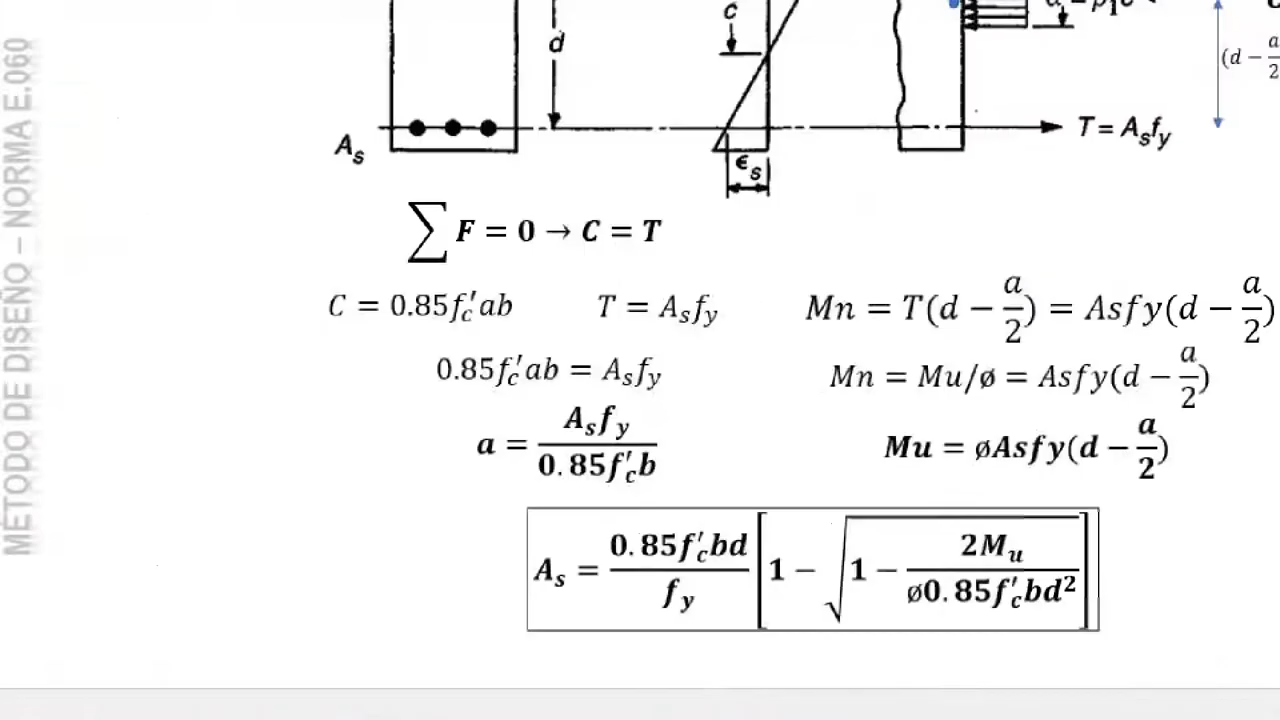 MÉTODO DE DISEÑO – NORMA E.060
c
d
(d − a/2
A_s
ϵ_s
T = A_s f_y
∑ F = 0 → C = T
C = 0.85f'_c ab
T = A_s f_y
Mn = T(d − a/2) = Asfy(d − a/2)
0.85f'_c ab = A_s f_y
Mn = Mu/ø = Asfy(d − a/2)
a = A_s f_y / 0.85f'_c b
Mu = øAsfy(d − a/2)
A_s = 0.85f'_c bd / f_y [1 − √(1 − 2M_u / ø0.85f'_c bd²)]